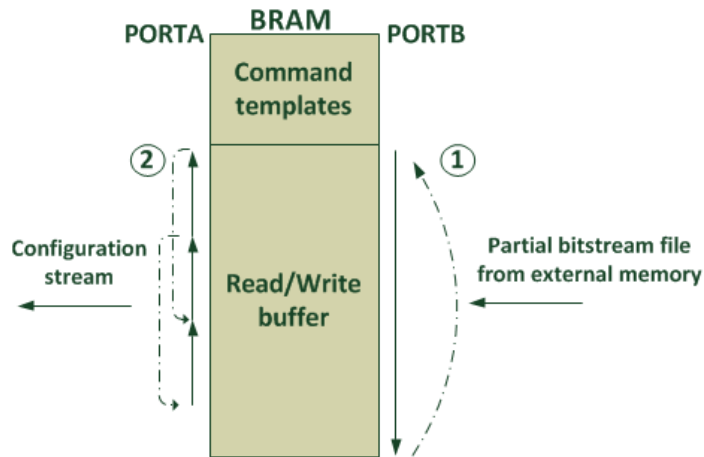 BRAM
PORTA
PORTB
Command
templates
2
1
Configuration
stream
Partial bitstream file
from external memory
Read/Write
buffer